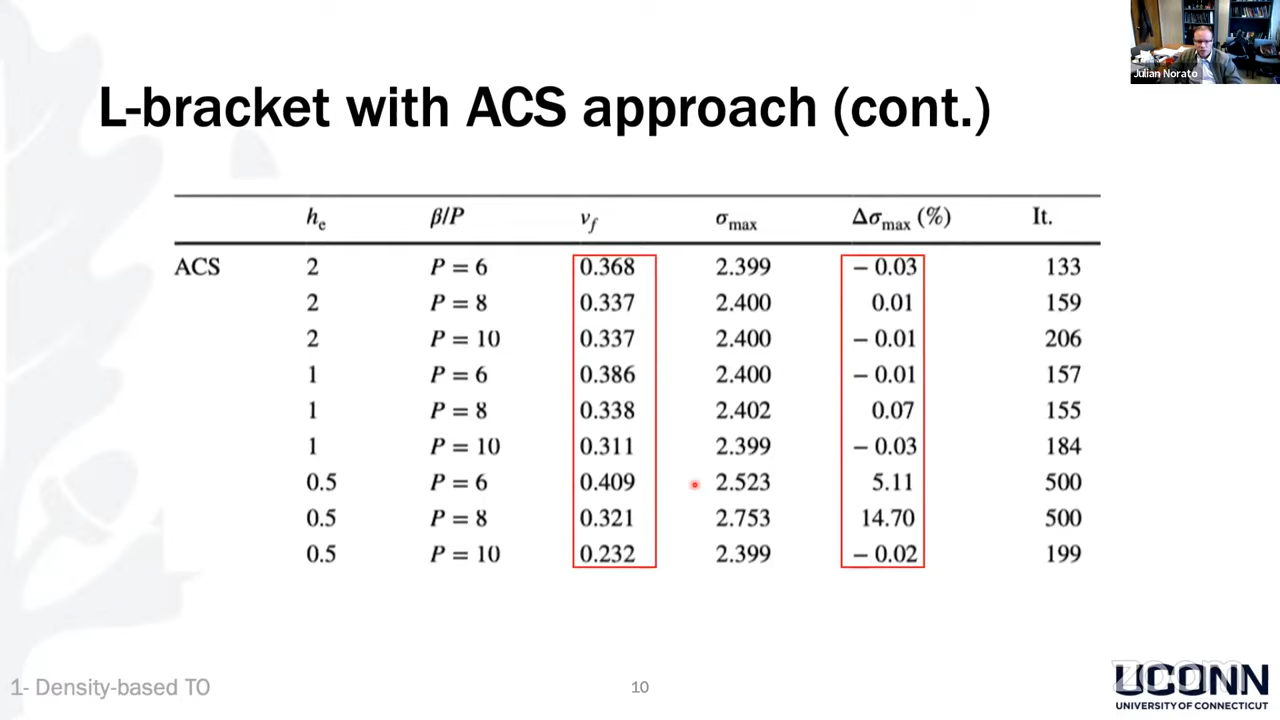 Julian Norato
L-bracket with ACS approach (cont.)
hₑ β/P v_f σ_max Δσ_max (%) It.
ACS 2 P = 6 0.368 2.399 − 0.03 133
2 P = 8 0.337 2.400 0.01 159
2 P = 10 0.337 2.400 − 0.01 206
1 P = 6 0.386 2.400 − 0.01 157
1 P = 8 0.338 2.402 0.07 155
1 P = 10 0.311 2.399 − 0.03 184
0.5 P = 6 0.409 2.523 5.11 500
0.5 P = 8 0.321 2.753 14.70 500
0.5 P = 10 0.232 2.399 − 0.02 199
1- Density-based TO
10
zoom
UCONN
UNIVERSITY OF CONNECTICUT